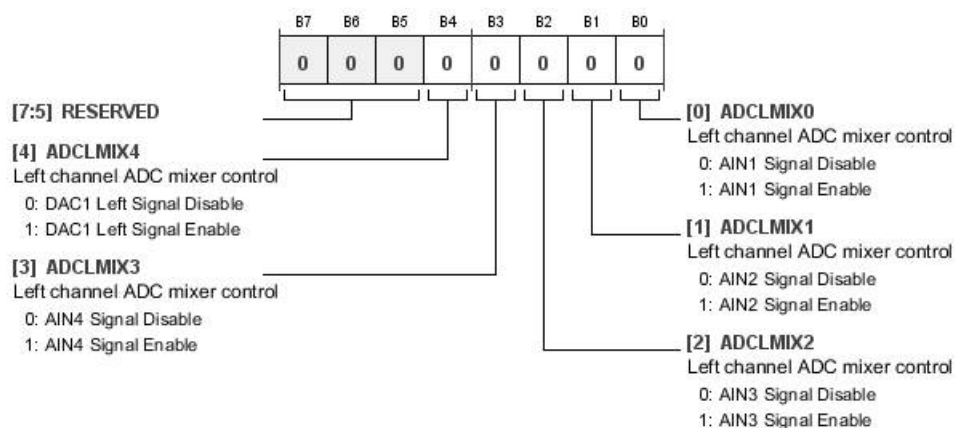 B7 B6 B5 B4 B3 B2 B1 B0
0 0 0 0 0 0 0 0
[7:5] RESERVED
[4] ADCLMIX4
Left channel ADC mixer control
0: DAC1 Left Signal Disable
1: DAC1 Left Signal Enable
[3] ADCLMIX3
Left channel ADC mixer control
0: AIN4 Signal Disable
1: AIN4 Signal Enable
[0] ADCLMIX0
Left channel ADC mixer control
0: AIN1 Signal Disable
1: AIN1 Signal Enable
[1] ADCLMIX1
Left channel ADC mixer control
0: AIN2 Signal Disable
1: AIN2 Signal Enable
[2] ADCLMIX2
Left channel ADC mixer control
0: AIN3 Signal Disable
1: AIN3 Signal Enable